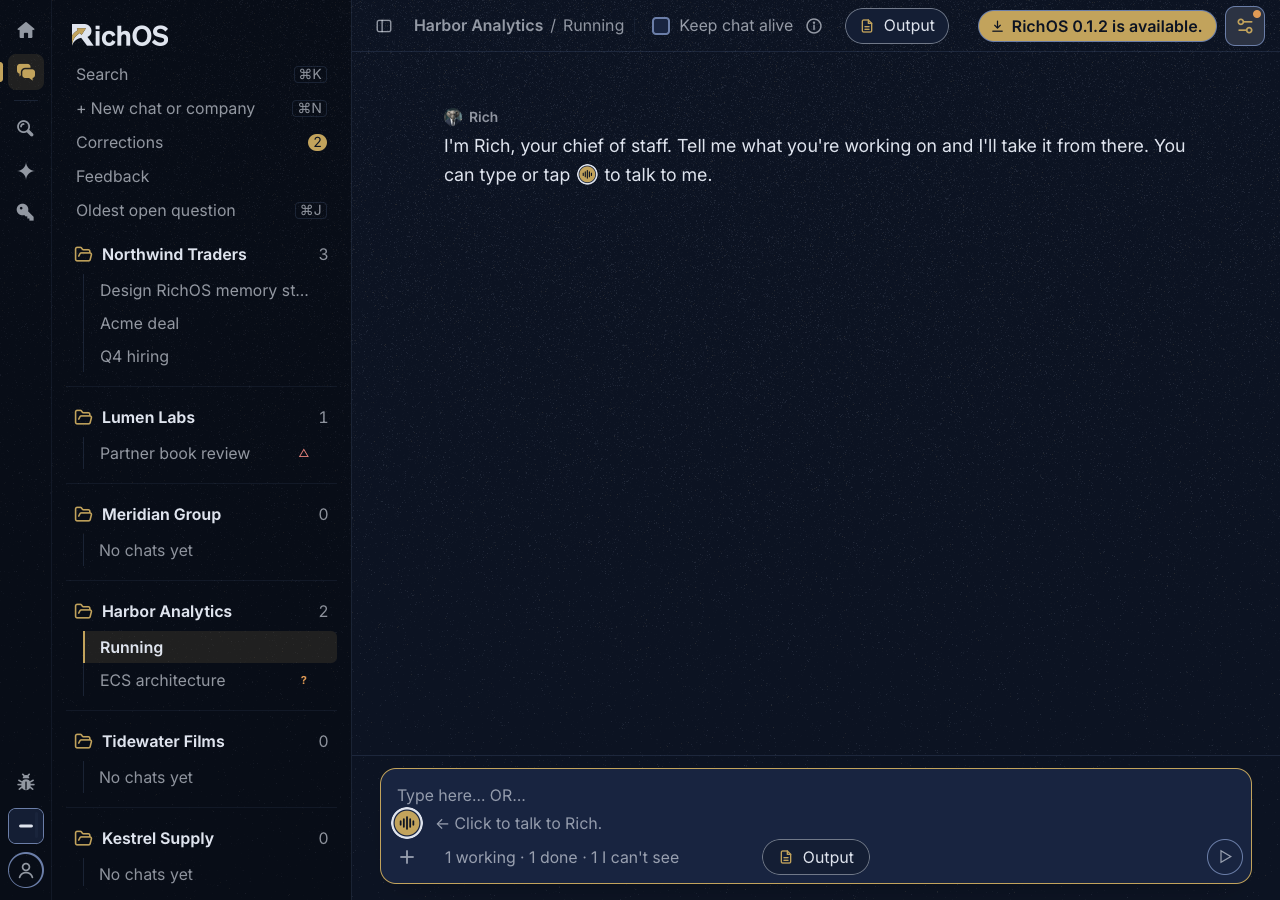 RichOS
Search ⌘K
+ New chat or company ⌘N
Corrections 2
Feedback
Oldest open question ⌘J
Northwind Traders 3
Design RichOS memory st...
Acme deal
Q4 hiring
Lumen Labs 1
Partner book review
Meridian Group 0
No chats yet
Harbor Analytics 2
Running
ECS architecture ?
Tidewater Films 0
No chats yet
Kestrel Supply 0
No chats yet
Harbor Analytics / Running Keep chat alive Output RichOS 0.1.2 is available.
Rich
I'm Rich, your chief of staff. Tell me what you're working on and I'll take it from there. You
can type or tap to talk to me.
Type here... OR...
← Click to talk to Rich.
1 working · 1 done · 1 I can't see Output